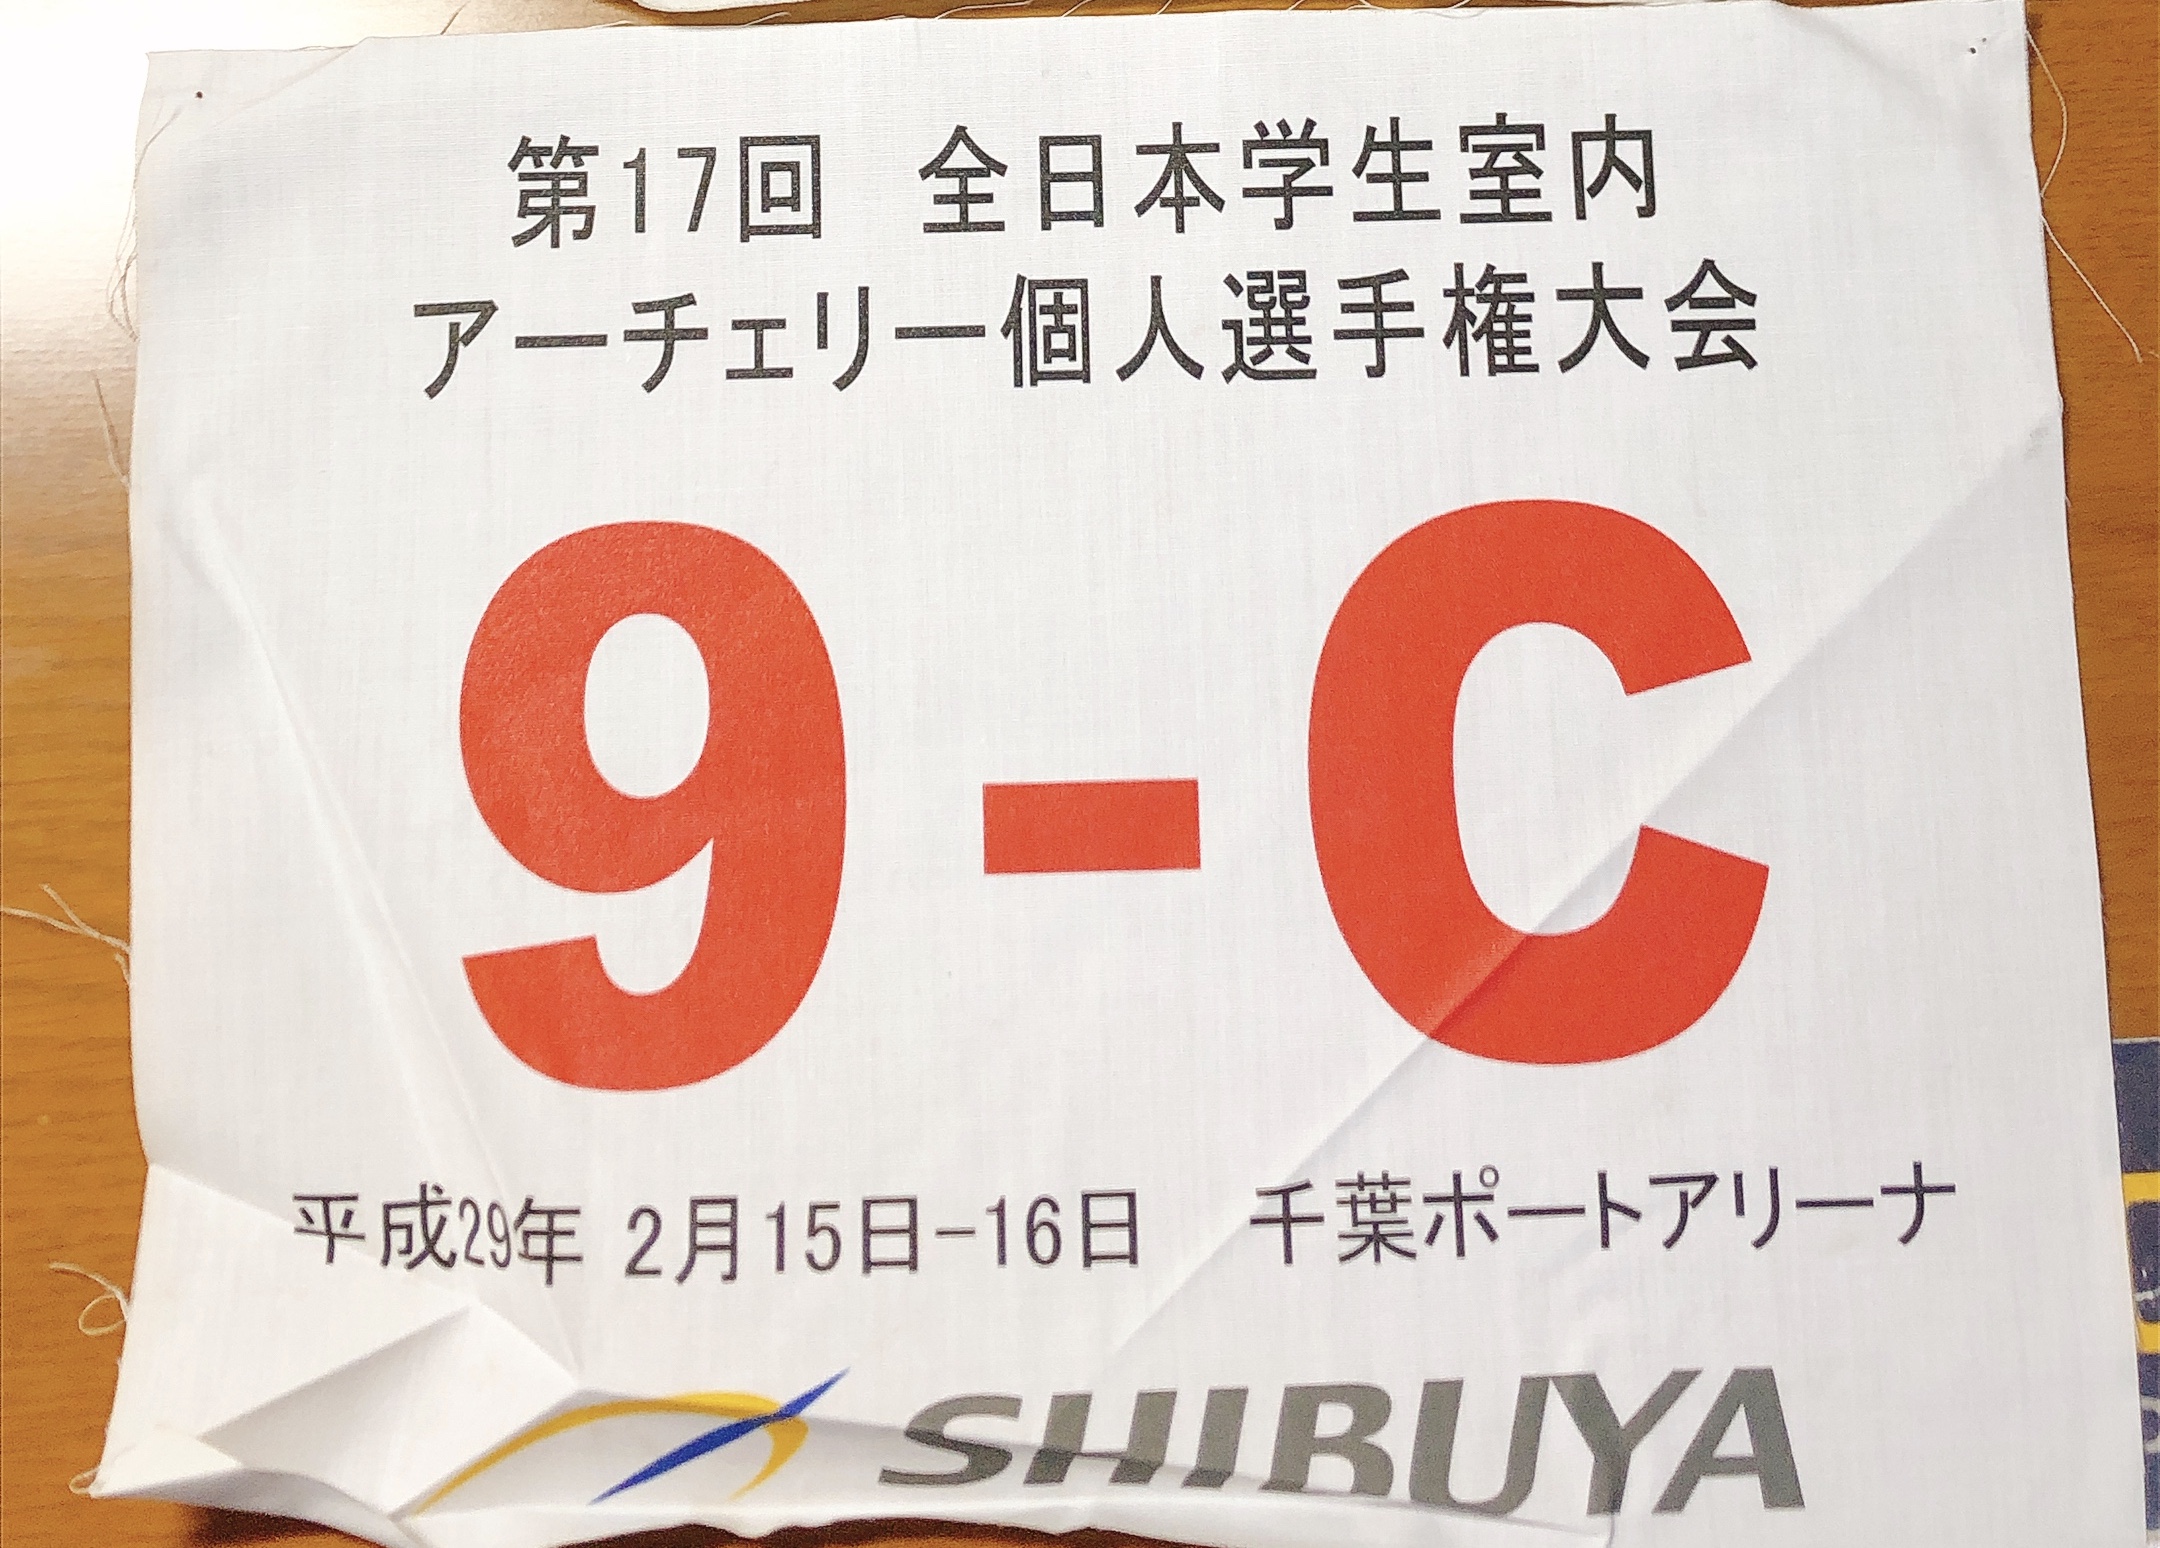 第17回　全日本学生室内
アーチェリー個人選手権大会
9-C
平成29年 2月15日-16日　千葉ポートアリーナ
SHIBUYA